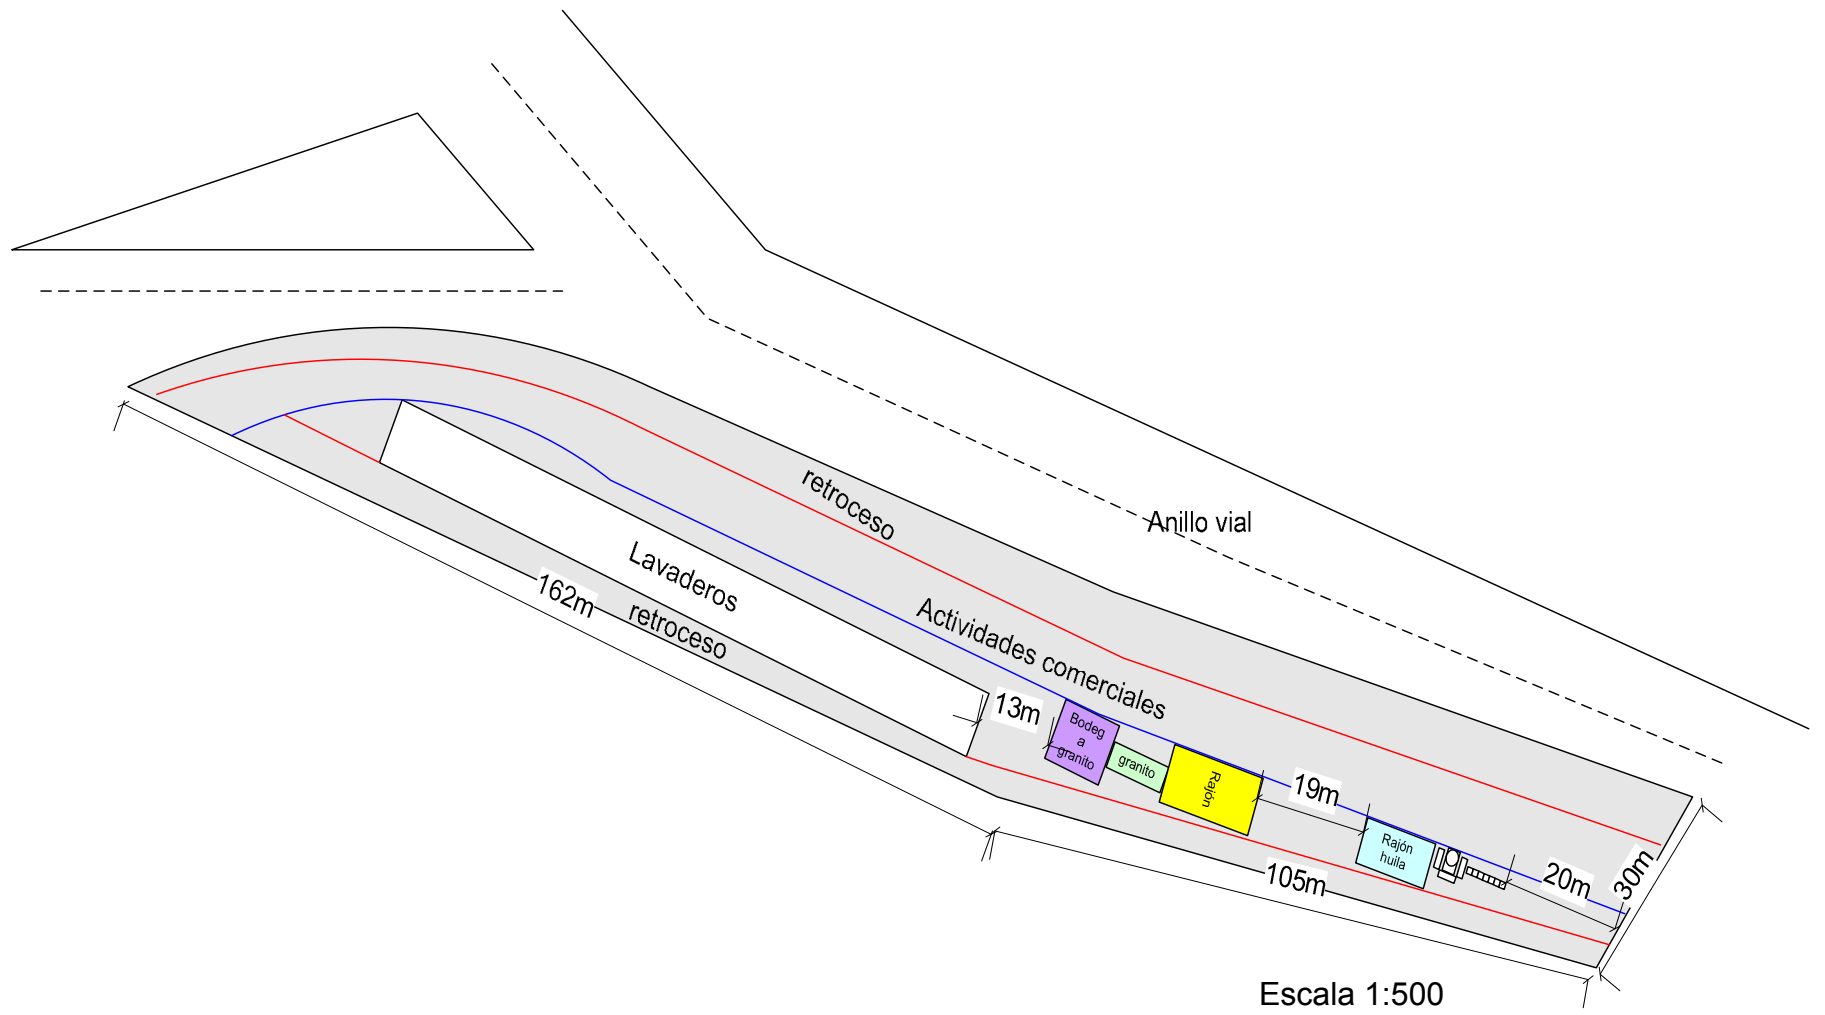 retroceso
Anillo vial
Lavaderos
162m
retroceso
Actividades comerciales
13m
Bodeg
a
granito
granito
Rajón
19m
Rajón
huila
105m
20m
30m
Escala 1:500